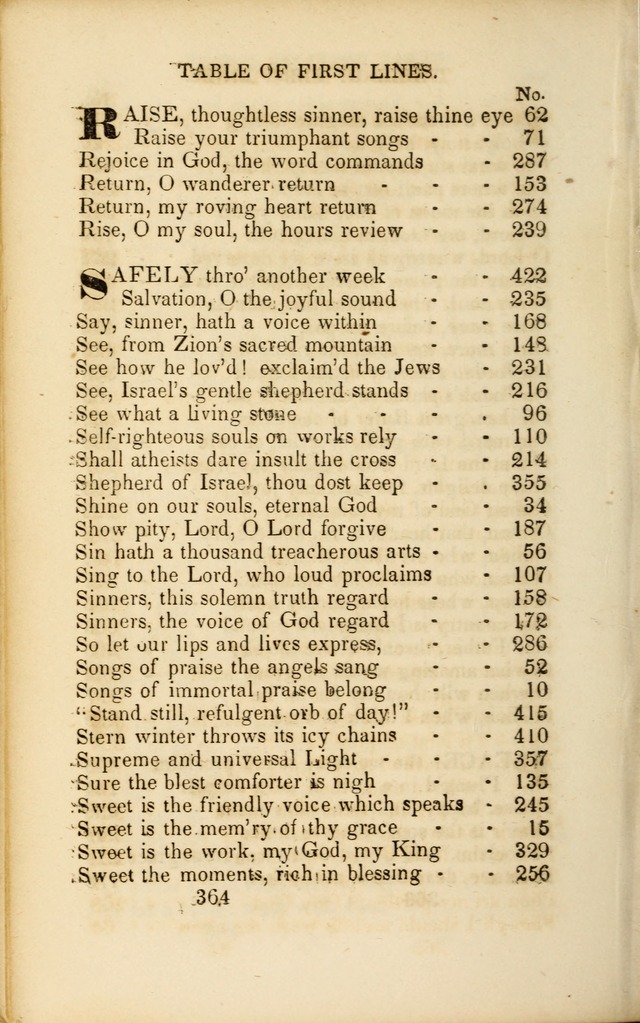 TABLE OF FIRST LINES.
No.
RAISE, thoughtless sinner, raise thine eye 62
Raise your triumphant songs - - 71
Rejoice in God, the word commands - 287
Return, O wanderer return - - - 153
Return, my roving heart return - - 274
Rise, O my soul, the hours review - - 239
SAFELY thro' another week - - 422
Salvation, O the joyful sound - - 235
Say, sinner, hath a voice within - - 168
See, from Zion's sacred mountain - - 148
See how he lov'd! exclaim'd the Jews - 231
See, Israel's gentle shepherd stands - - 216
See what a living stone - - - . 96
Self-righteous souls on works rely - - 110
Shall atheists dare insult the cross - - 214
Shepherd of Israel, thou dost keep - . 355
Shine on our souls, eternal God - - 34
Show pity, Lord, O Lord forgive - - 187
Sin hath a thousand treacherous arts - - 56
Sing to the Lord, who loud proclaims - 107
Sinners, this solemn truth regard - - 158
Sinners, the voice of God regard - - 172
So let our lips and lives express, - - 286
Songs of praise the angels sang - - 52
Songs of immortal praise belong - - 10
"Stand still, refulgent orb of day!" - - 415
Stern winter throws its icy chains - - 410
Supreme and universal Light - - - 357
Sure the blest comforter is nigh - - 135
Sweet is the friendly voice which speaks - 245
Sweet is the mem'ry of thy grace - - 15
Sweet is the work, my God, my King - 329
Sweet the moments, rich in blessing - - 256
364